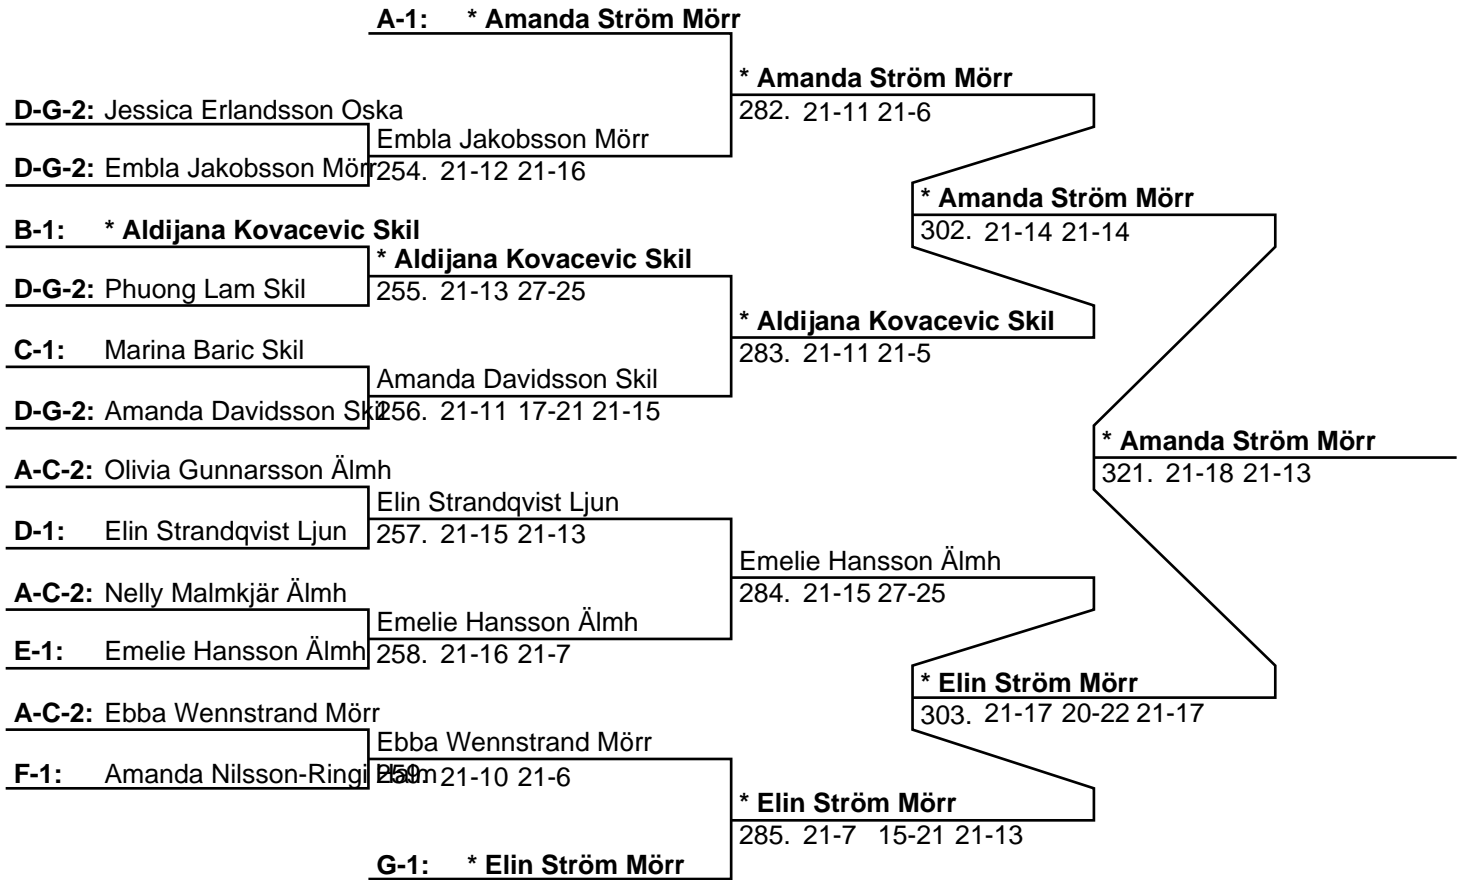 A-1: * Amanda Ström Mörr
* Amanda Ström Mörr
282. 21-11 21-6
D-G-2: Jessica Erlandsson Oska
Embla Jakobsson Mörr
D-G-2: Embla Jakobsson Mörr 254. 21-12 21-16
* Amanda Ström Mörr
302. 21-14 21-14
B-1: * Aldijana Kovacevic Skil
* Aldijana Kovacevic Skil
D-G-2: Phuong Lam Skil 255. 21-13 27-25
* Aldijana Kovacevic Skil
283. 21-11 21-5
C-1: Marina Baric Skil
Amanda Davidsson Skil
D-G-2: Amanda Davidsson Skil 256. 21-11 17-21 21-15
* Amanda Ström Mörr
321. 21-18 21-13
A-C-2: Olivia Gunnarsson Älmh
Elin Strandqvist Ljun
D-1: Elin Strandqvist Ljun 257. 21-15 21-13
Emelie Hansson Älmh
284. 21-15 27-25
A-C-2: Nelly Malmkjär Älmh
Emelie Hansson Älmh
E-1: Emelie Hansson Älmh 258. 21-16 21-7
* Elin Ström Mörr
303. 21-17 20-22 21-17
A-C-2: Ebba Wennstrand Mörr
Ebba Wennstrand Mörr
F-1: Amanda Nilsson-Ringi Halm 259. 21-10 21-6
* Elin Ström Mörr
285. 21-7 15-21 21-13
G-1: * Elin Ström Mörr